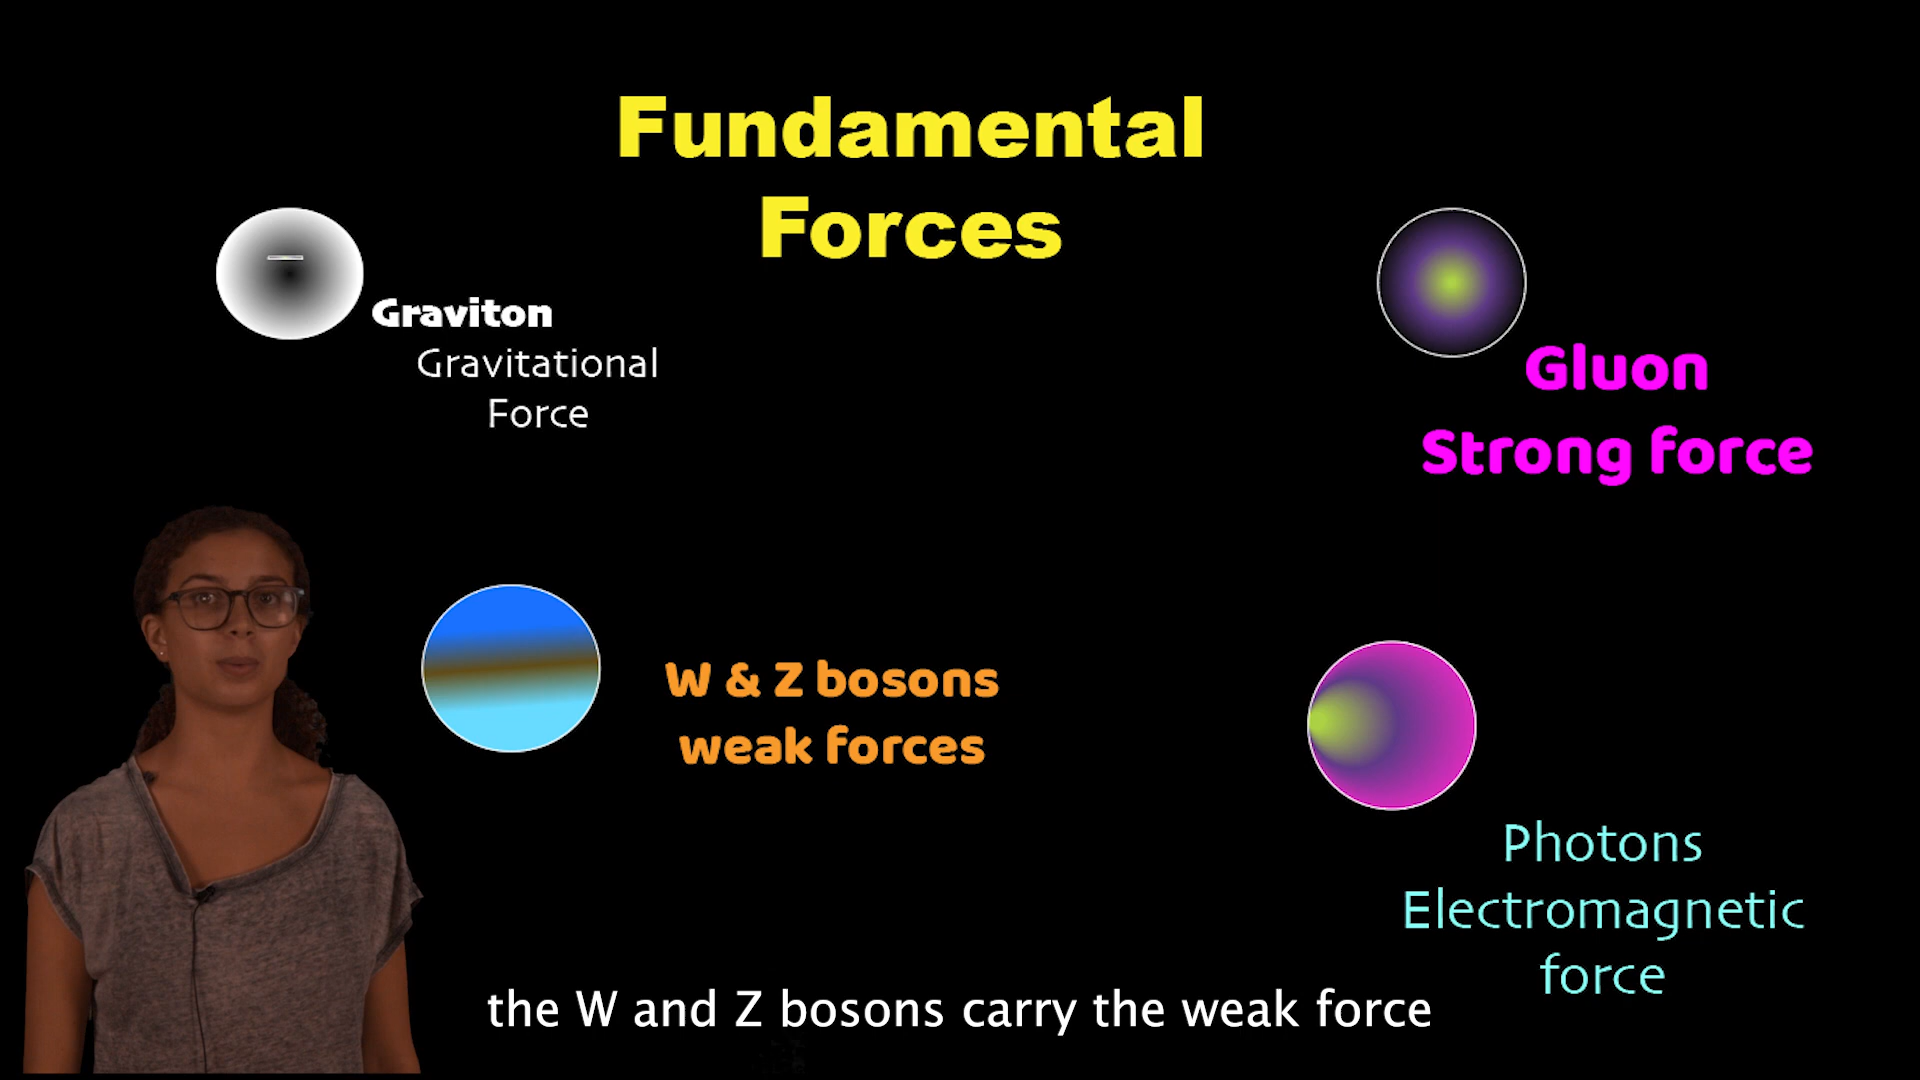 Fundamental
Forces
Graviton
Gravitational
Force
Gluon
Strong force
W & Z bosons
weak forces
Photons
Electromagnetic
force
the W and Z bosons carry the weak force